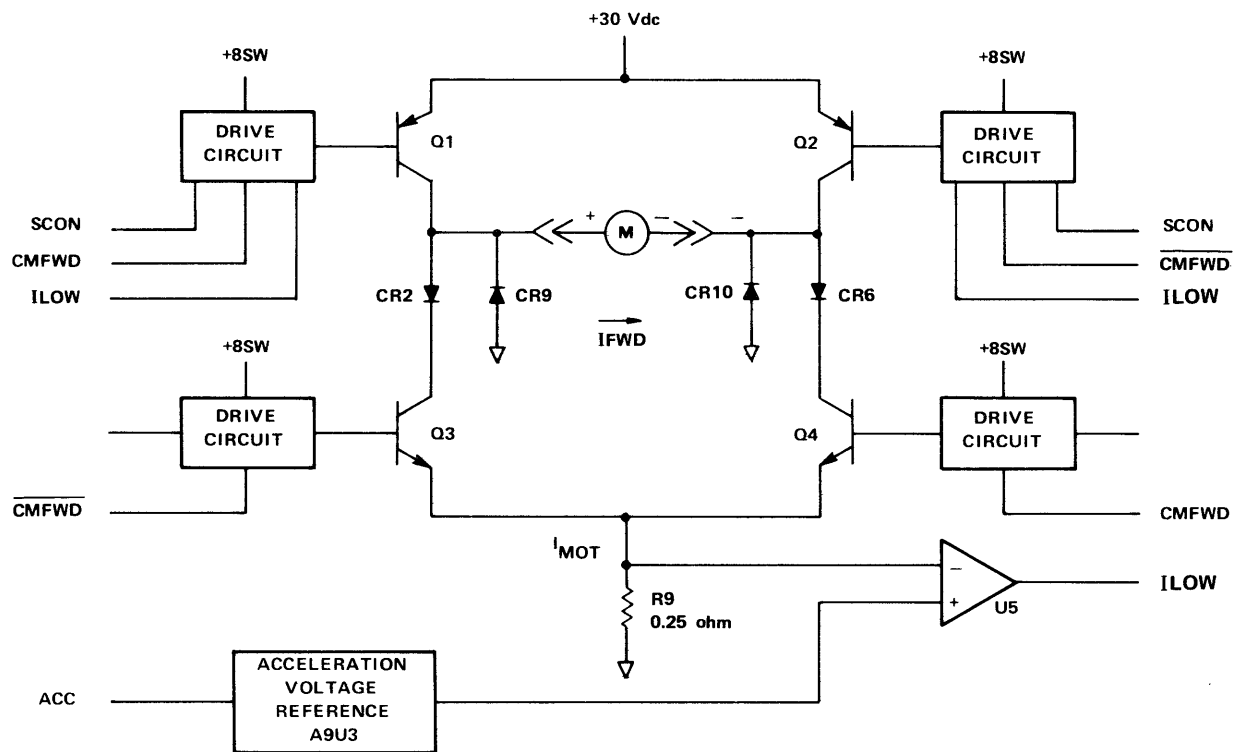 +30 Vdc
+8SW
+8SW
DRIVE
CIRCUIT
Q1
Q2
DRIVE
CIRCUIT
SCON
+
M
—
–
SCON
CMFWD
CMFWD
ILOW
CR2
CR9
CR10
CR6
ILOW
IFWD
+8SW
+8SW
DRIVE
CIRCUIT
Q3
Q4
DRIVE
CIRCUIT
CMFWD
CMFWD
IMOT
–
+
U5
ILOW
R9
0.25 ohm
ACC
ACCELERATION
VOLTAGE
REFERENCE
A9U3